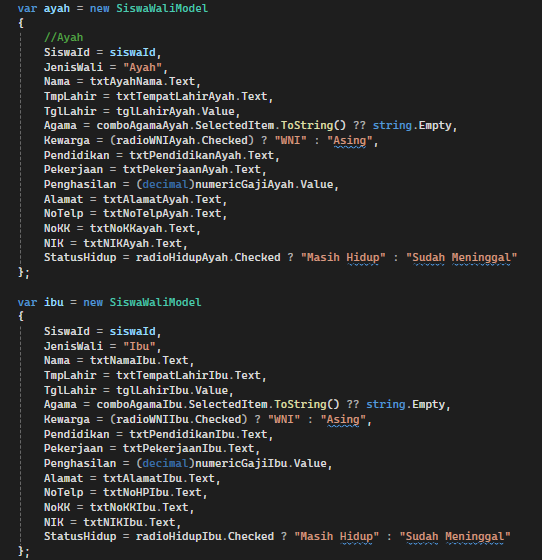 var ayah = new SiswaWaliModel
{
    //Ayah
    SiswaId = siswaId,
    JenisWali = "Ayah",
    Nama = txtAyahNama.Text,
    TmpLahir = txtTempatLahirAyah.Text,
    TglLahir = tglLahirAyah.Value,
    Agama = comboAgamaAyah.SelectedItem.ToString() ?? string.Empty,
    Kewarga = (radioWNIAyah.Checked) ? "WNI" : "Asing",
    Pendidikan = txtPendidikanAyah.Text,
    Pekerjaan = txtPekerjaanAyah.Text,
    Penghasilan = (decimal)numericGajiAyah.Value,
    Alamat = txtAlamatAyah.Text,
    NoTelp = txtNoTelpAyah.Text,
    NoKK = txtNoKKayah.Text,
    NIK = txtNIKAyah.Text,
    StatusHidup = radioHidupAyah.Checked ? "Masih Hidup" : "Sudah Meninggal"
};
var ibu = new SiswaWaliModel
{
    SiswaId = siswaId,
    JenisWali = "Ibu",
    Nama = txtNamaIbu.Text,
    TmpLahir = txtTempatLahirIbu.Text,
    TglLahir = tglLahirIbu.Value,
    Agama = comboAgamaIbu.SelectedItem.ToString() ?? string.Empty,
    Kewarga = (radioWNIIbu.Checked) ? "WNI" : "Asing",
    Pendidikan = txtPendidikanIbu.Text,
    Pekerjaan = txtPekerjaanIbu.Text,
    Penghasilan = (decimal)numericGajiIbu.Value,
    Alamat = txtAlamatIbu.Text,
    NoTelp = txtNoHPIbu.Text,
    NoKK = txtNoKKIbu.Text,
    NIK = txtNIKIbu.Text,
    StatusHidup = radioHidupIbu.Checked ? "Masih Hidup" : "Sudah Meninggal"
};